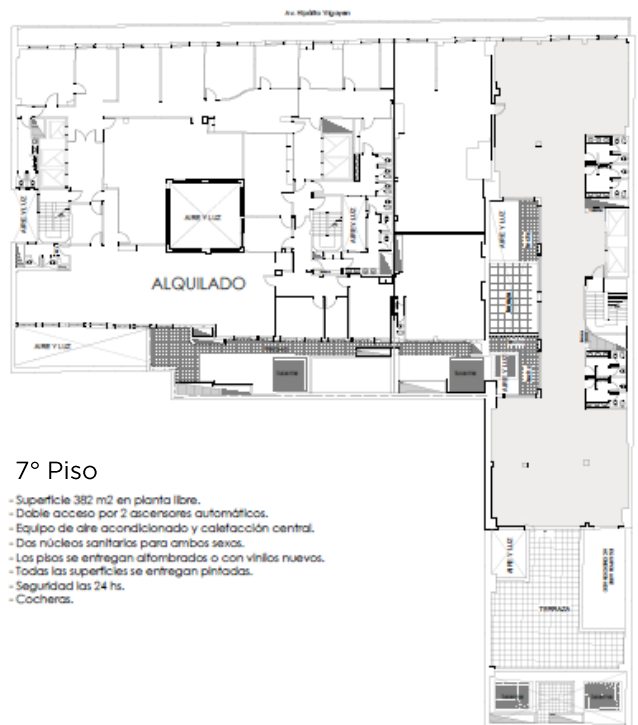 Av. Hipólito Yrigoyen
AIRE Y LUZ
AIRE Y LUZ
AIRE Y LUZ
AIRE Y LUZ
ALQUILADO
AIRE Y LUZ
AIRE Y LUZ
7° Piso
- Superficie 382 m2 en planta libre.
- Doble acceso por 2 ascensores automáticos.
- Equipo de aire acondicionado y calefacción central.
- Dos núcleos sanitarios para ambos sexos.
- Los pisos se entregan alfombrados o con vinilos nuevos.
- Todas las superficies se entregan pintadas.
- Seguridad las 24 hs.
- Cocheras.
AIRE Y LUZ
TERRAZA